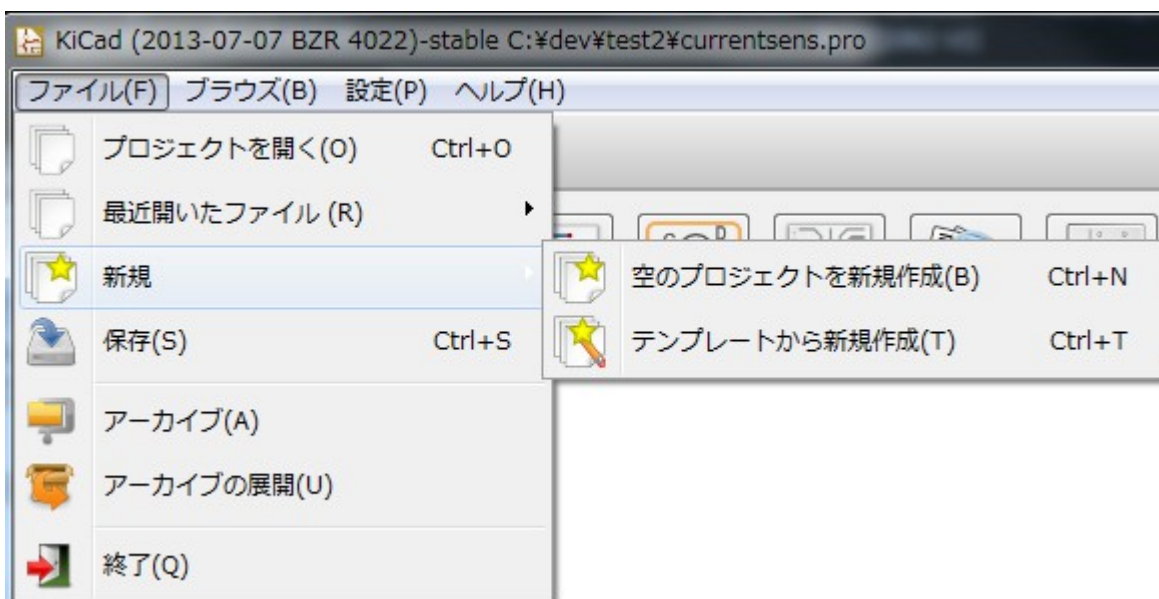 KiCad (2013-07-07 BZR 4022)-stable C:¥dev¥test2¥currentsens.pro
ファイル(F) ブラウズ(B) 設定(P) ヘルプ(H)
プロジェクトを開く(O) Ctrl+O
最近開いたファイル (R)
新規
空のプロジェクトを新規作成(B) Ctrl+N
保存(S) Ctrl+S
テンプレートから新規作成(T) Ctrl+T
アーカイブ(A)
アーカイブの展開(U)
終了(Q)